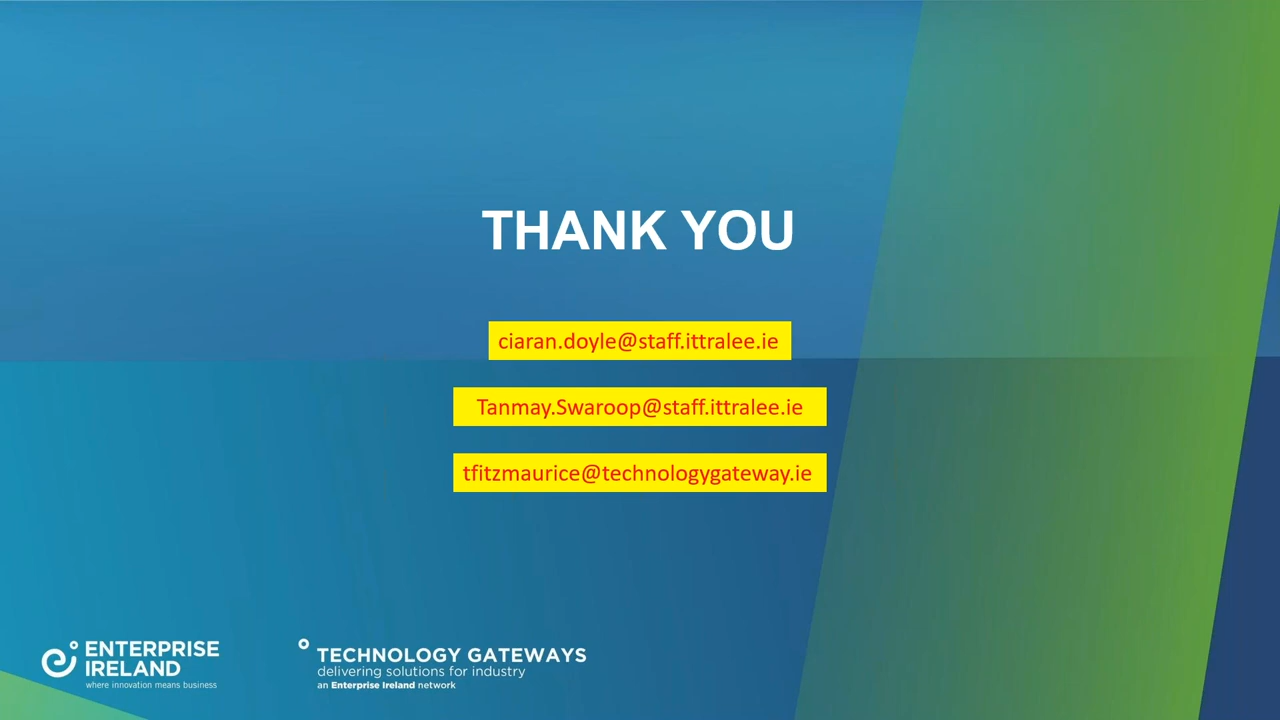 THANK YOU
ciaran.doyle@staff.ittralee.ie
Tanmay.Swaroop@staff.ittralee.ie
tfitzmaurice@technologygateway.ie
ENTERPRISE
IRELAND
where innovation means business
TECHNOLOGY GATEWAYS
delivering solutions for industry
an Enterprise Ireland network